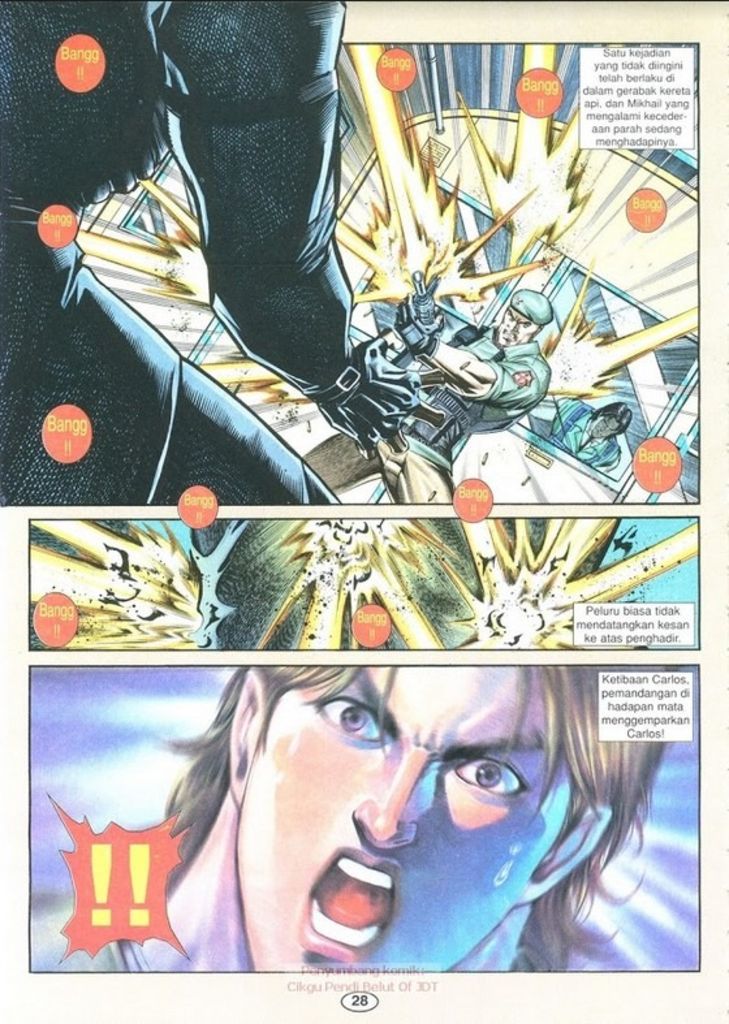 Bangg
!!
Bangg
!!
Bangg
!!
Satu kejadian
yang tidak diingini
telah berlaku di
dalam gerabak kereta
api, dan Mikhail yang
mengalami keceder-
aan parah sedang
menghadapinya.
Bangg
!!
Bangg
!!
Bangg
!!
Bangg
!!
Bangg
!!
Bangg
!!
Bangg
!!
Bangg
!!
Peluru biasa tidak
mendatangkan kesan
ke atas penghadir.
Ketibaan Carlos,
pemandangan di
hadapan mata
menggemparkan
Carlos!
!!
Penyumbang komik:
Cikgu Pendi Belut Of JDT
28